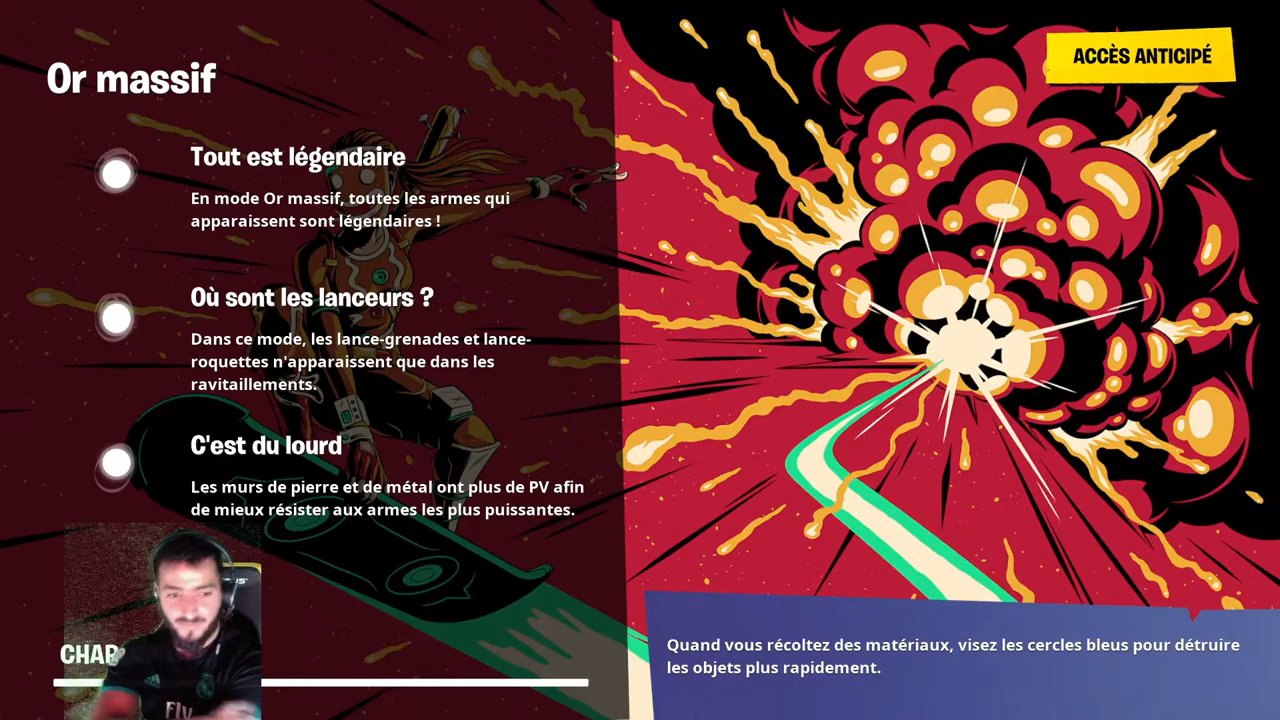 Or massif
ACCÈS ANTICIPÉ
Tout est légendaire
En mode Or massif, toutes les armes qui
apparaissent sont légendaires !
Où sont les lanceurs ?
Dans ce mode, les lance-grenades et lance-
roquettes n'apparaissent que dans les
ravitaillements.
C'est du lourd
Les murs de pierre et de métal ont plus de PV afin
de mieux résister aux armes les plus puissantes.
CHAR
Quand vous récoltez des matériaux, visez les cercles bleus pour détruire
les objets plus rapidement.